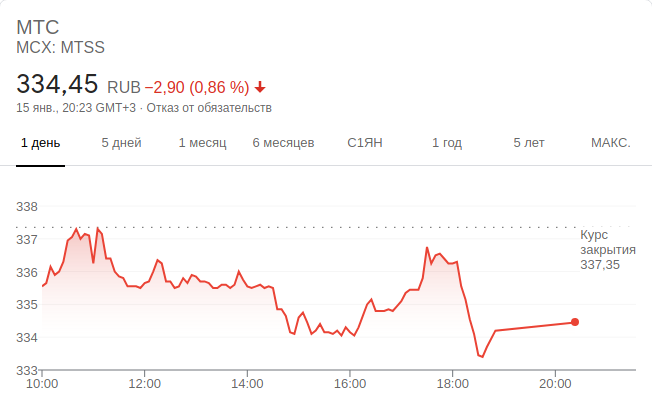 МТС
MCX: MTSS
334,45 RUB −2,90 (0,86 %)
15 янв., 20:23 GMT+3 · Отказ от обязательств
1 день 5 дней 1 месяц 6 месяцев С1ЯН 1 год 5 лет МАКС.
338
337
336
335
334
333
Курс
закрытия
337,35
10:00 12:00 14:00 16:00 18:00 20:00